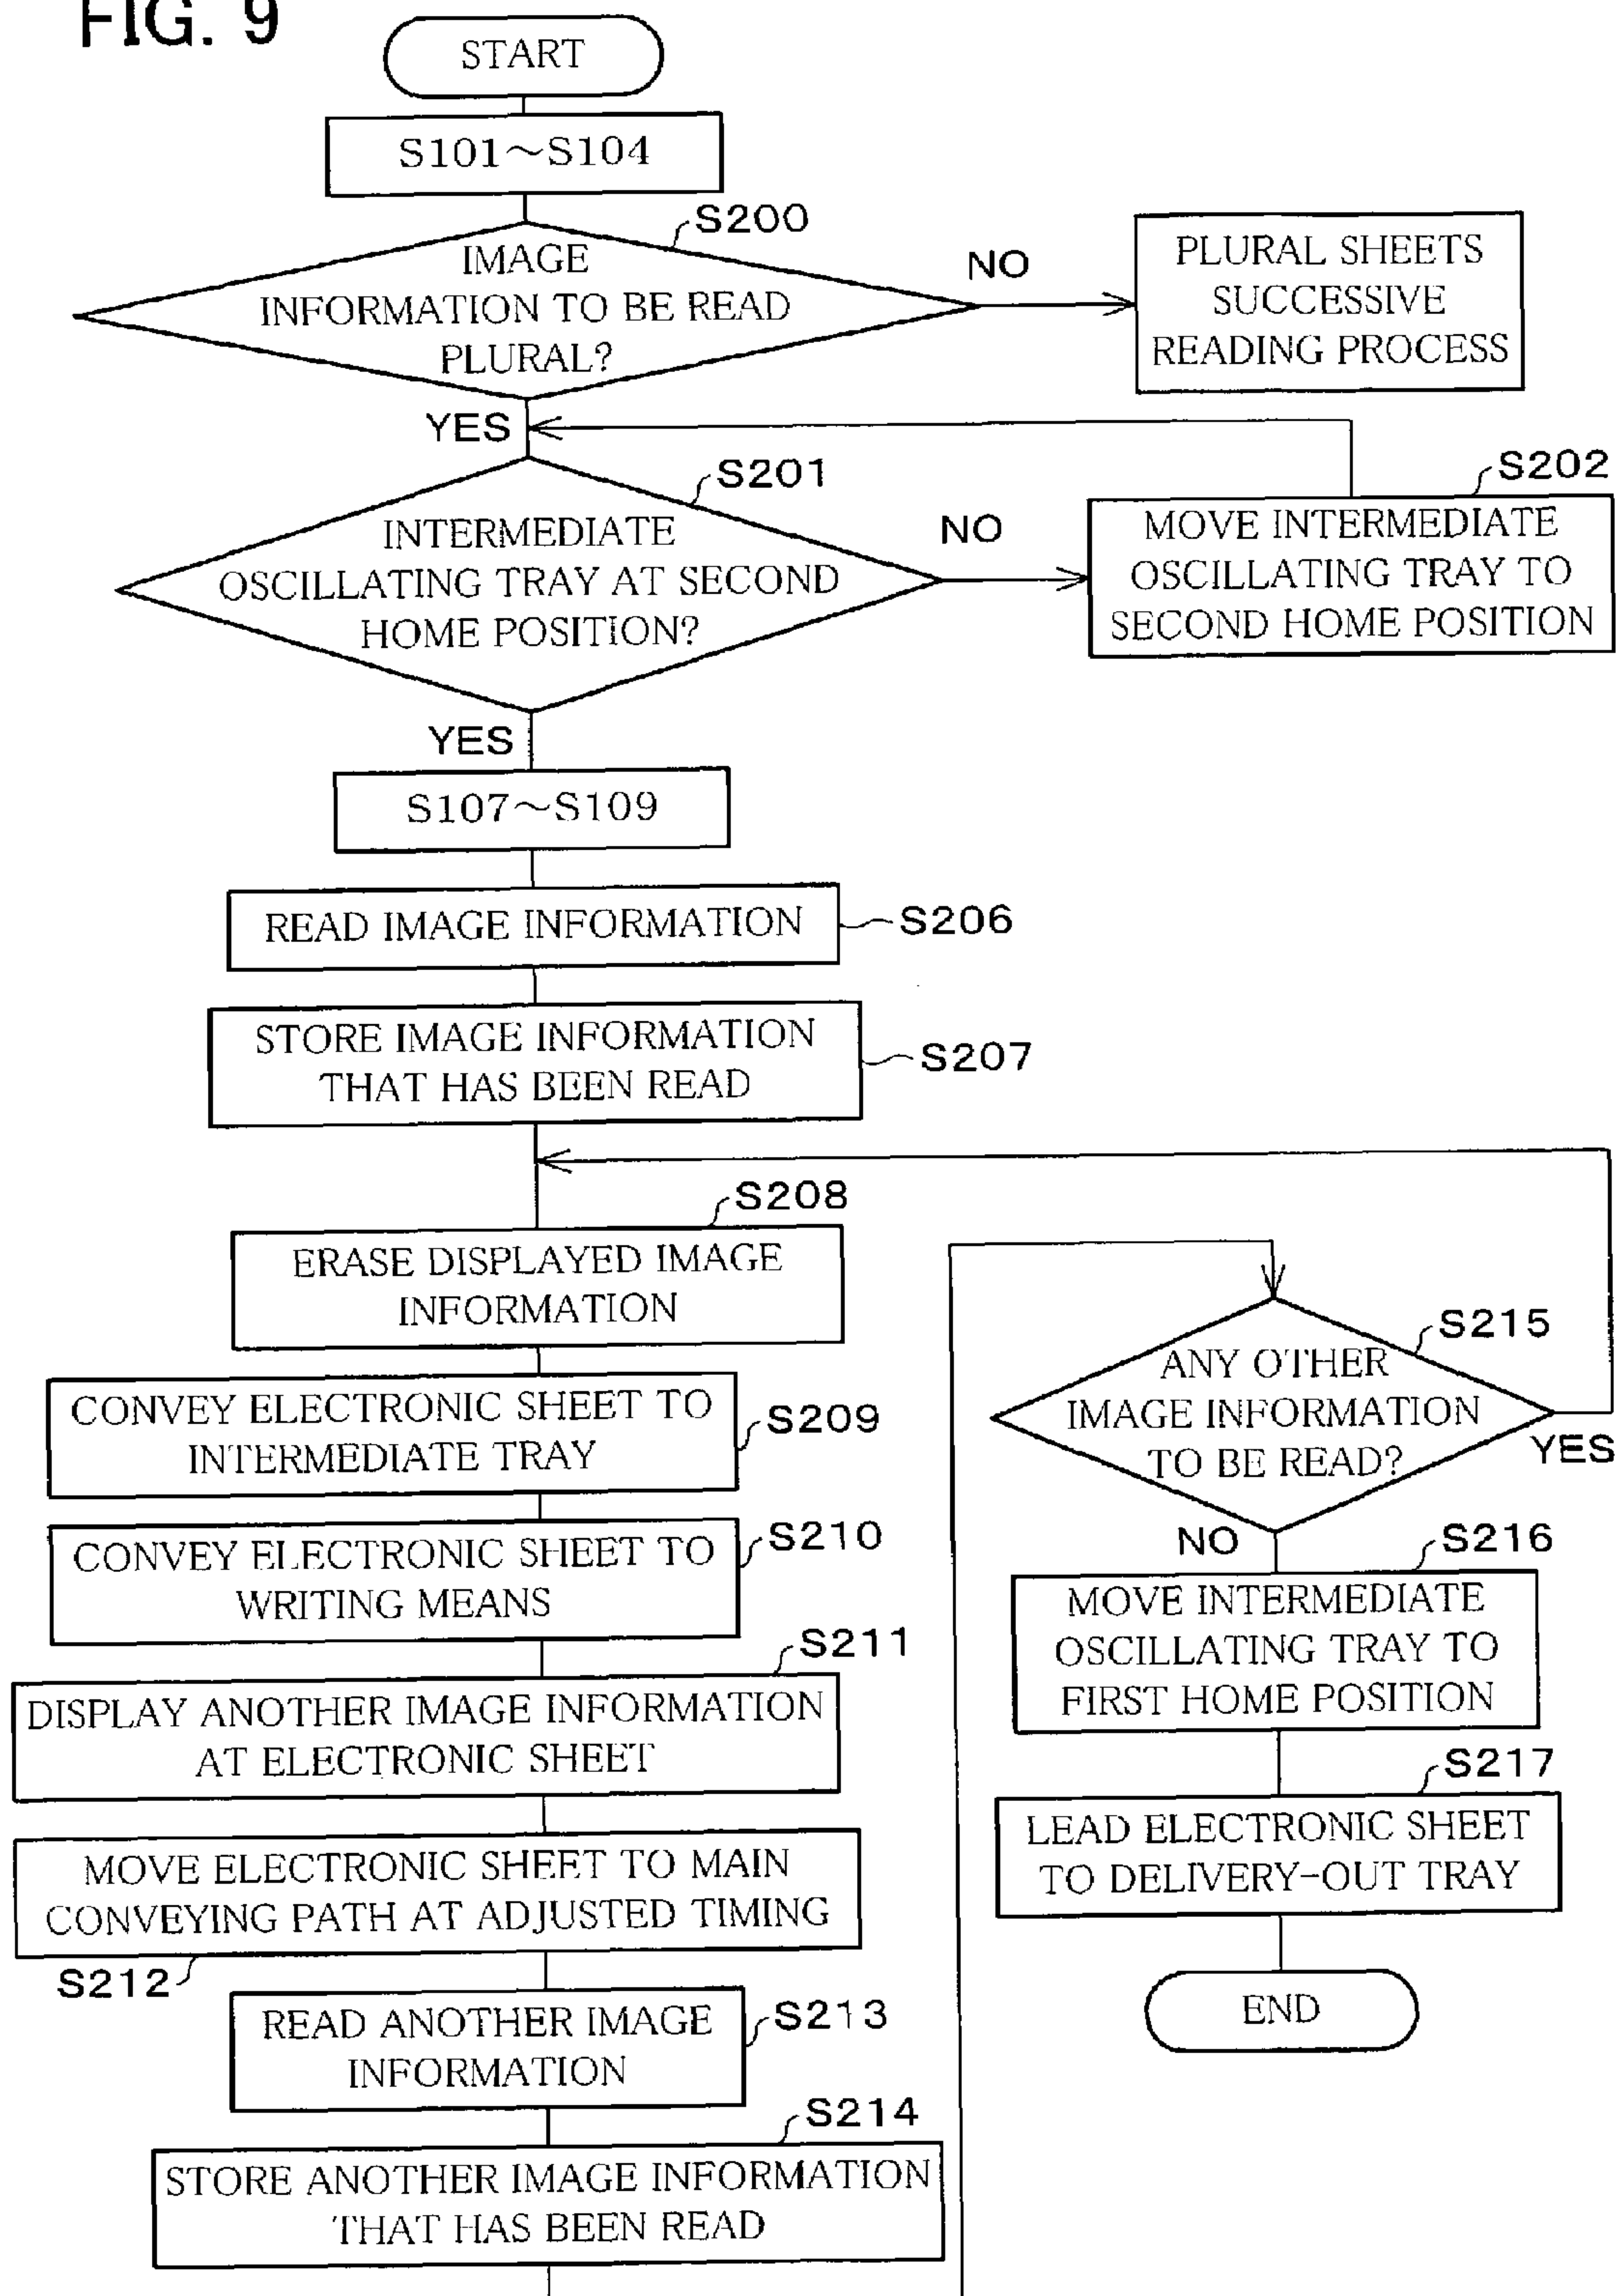 FIG. 9
START
S101~S104
S200
IMAGE
INFORMATION TO BE READ
PLURAL?
NO
PLURAL SHEETS
SUCCESSIVE
READING PROCESS
YES
S201
INTERMEDIATE
OSCILLATING TRAY AT SECOND
HOME POSITION?
NO
S202
MOVE INTERMEDIATE
OSCILLATING TRAY TO
SECOND HOME POSITION
YES
S107~S109
READ IMAGE INFORMATION
S206
STORE IMAGE INFORMATION
THAT HAS BEEN READ
S207
S208
ERASE DISPLAYED IMAGE
INFORMATION
CONVEY ELECTRONIC SHEET TO
INTERMEDIATE TRAY
S209
CONVEY ELECTRONIC SHEET TO
WRITING MEANS
S210
S211
DISPLAY ANOTHER IMAGE INFORMATION
AT ELECTRONIC SHEET
MOVE ELECTRONIC SHEET TO MAIN
CONVEYING PATH AT ADJUSTED TIMING
S212
READ ANOTHER IMAGE
INFORMATION
S213
S214
STORE ANOTHER IMAGE INFORMATION
THAT HAS BEEN READ
S215
ANY OTHER
IMAGE INFORMATION
TO BE READ?
YES
NO
S216
MOVE INTERMEDIATE
OSCILLATING TRAY TO
FIRST HOME POSITION
S217
LEAD ELECTRONIC SHEET
TO DELIVERY-OUT TRAY
END